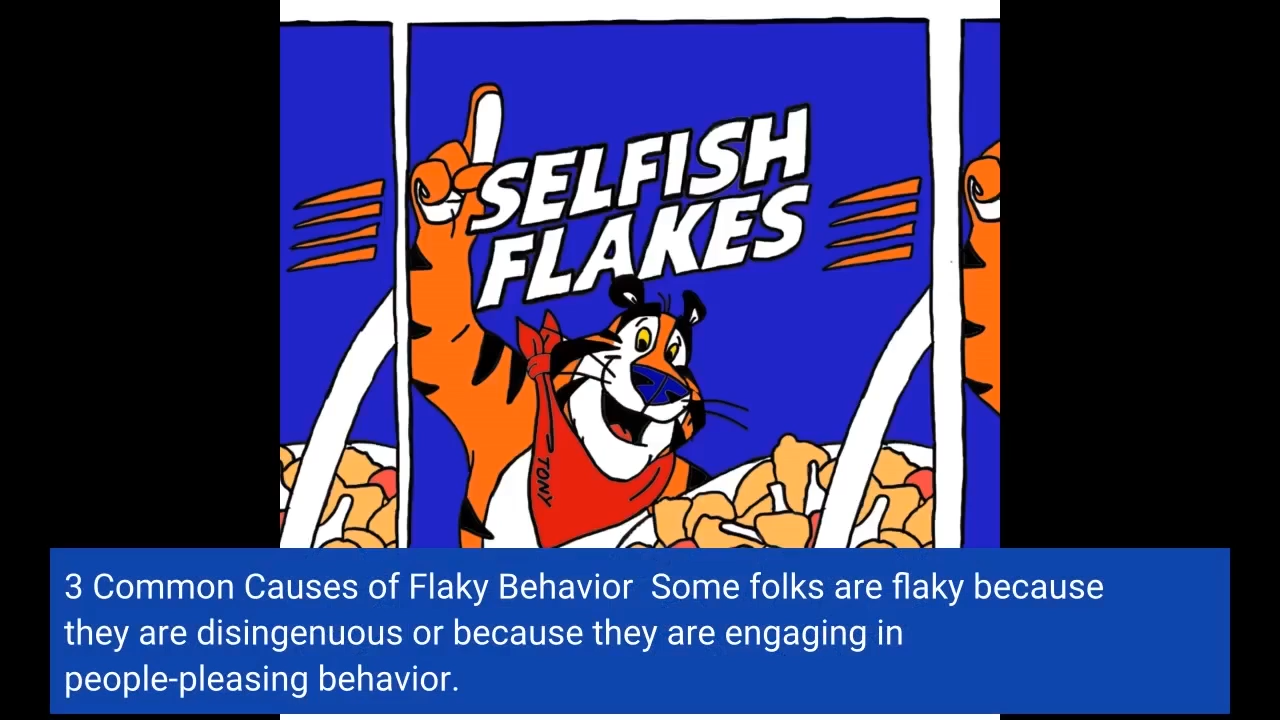 SELFISH
FLAKES
TONY
3 Common Causes of Flaky Behavior  Some folks are flaky because
they are disingenuous or because they are engaging in
people-pleasing behavior.